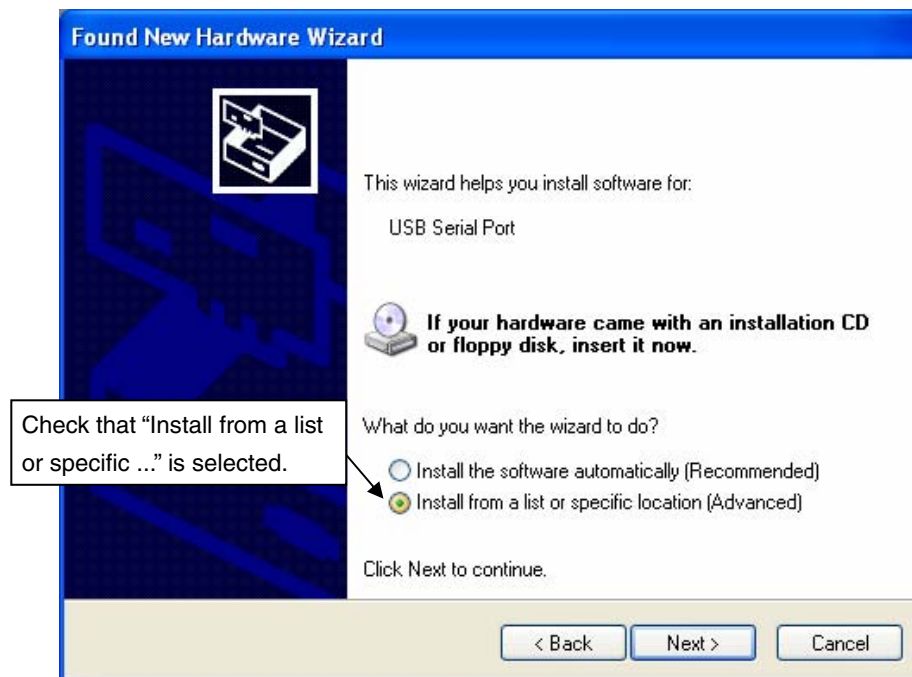 Found New Hardware Wizard
This wizard helps you install software for:
USB Serial Port
If your hardware came with an installation CD
or floppy disk, insert it now.
Check that “Install from a list
or specific ...” is selected.
What do you want the wizard to do?
Install the software automatically (Recommended)
Install from a list or specific location (Advanced)
Click Next to continue.
< Back
Next >
Cancel